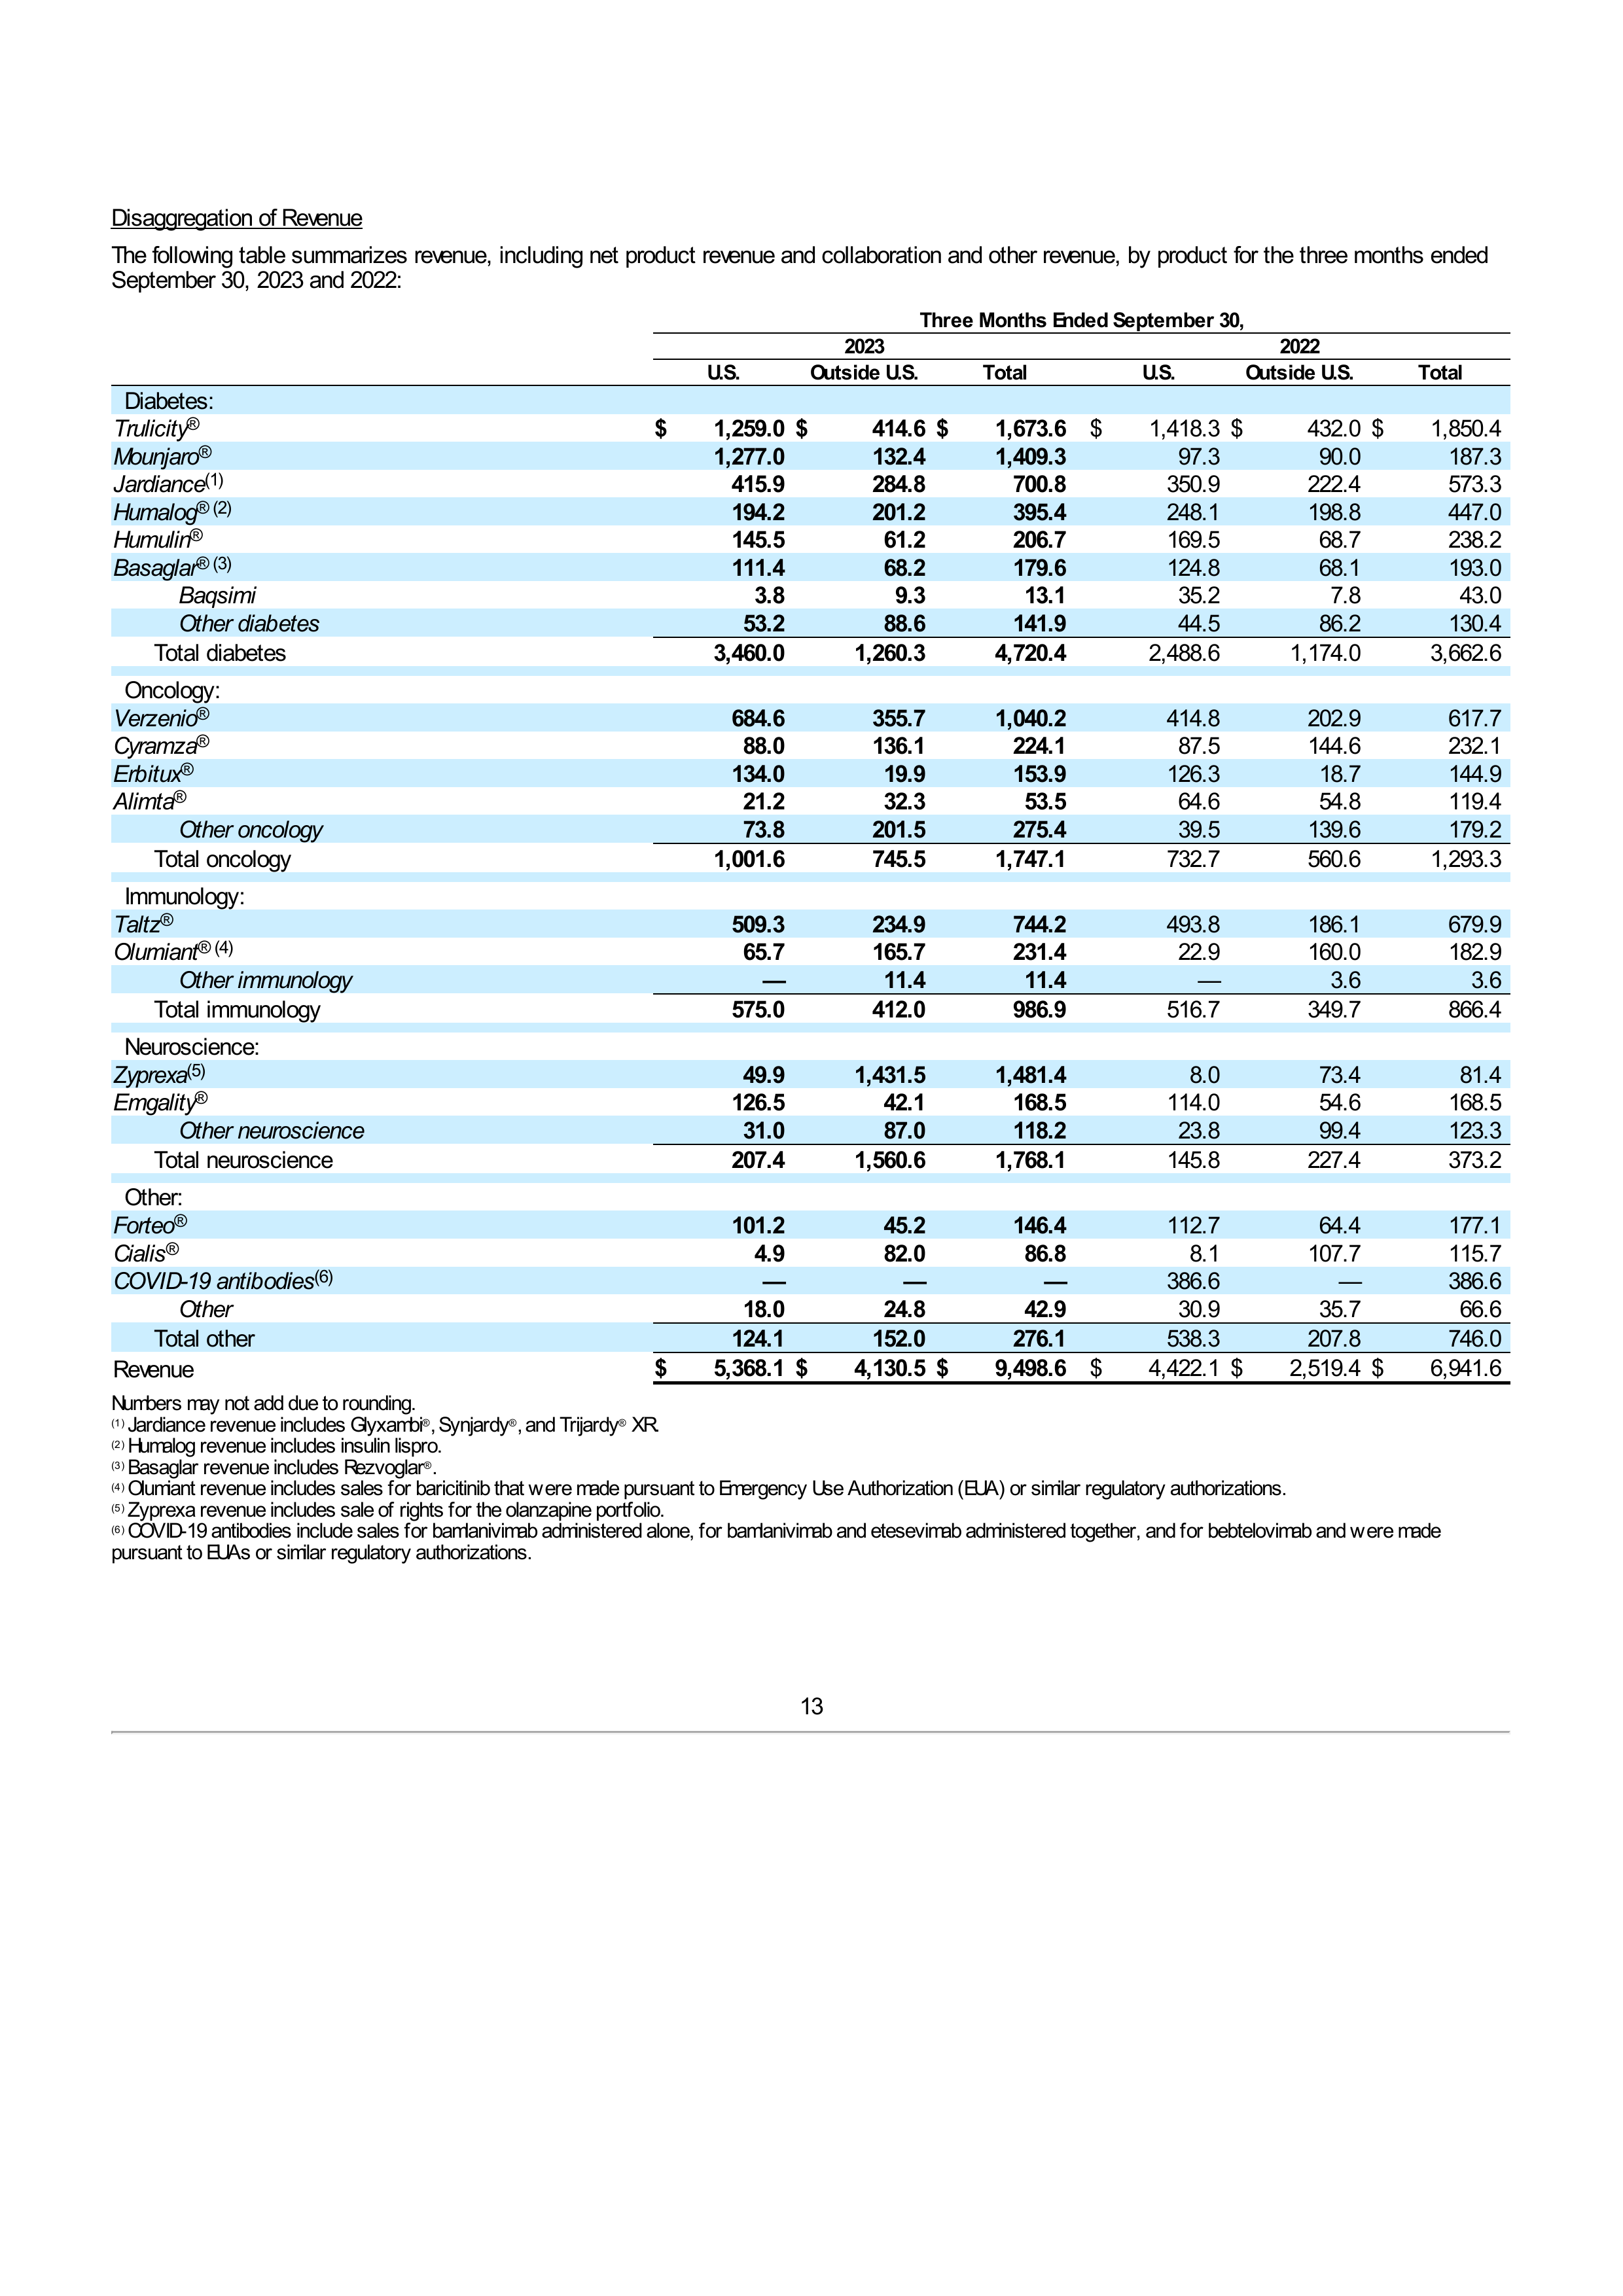 Disaggregation of Revenue
The following table summarizes revenue, including net product revenue and collaboration and other revenue, by product for the three months ended
September 30, 2023 and 2022:
Three Months Ended September 30,
2023 2022
U.S. Outside U.S. Total U.S. Outside U.S. Total
Diabetes:
Trulicity® $ 1,259.0 $ 414.6 $ 1,673.6 $ 1,418.3 $ 432.0 $ 1,850.4
Mounjaro® 1,277.0 132.4 1,409.3 97.3 90.0 187.3
Jardiance(1) 415.9 284.8 700.8 350.9 222.4 573.3
Humalog® (2) 194.2 201.2 395.4 248.1 198.8 447.0
Humulin® 145.5 61.2 206.7 169.5 68.7 238.2
Basaglar® (3) 111.4 68.2 179.6 124.8 68.1 193.0
Baqsimi 3.8 9.3 13.1 35.2 7.8 43.0
Other diabetes 53.2 88.6 141.9 44.5 86.2 130.4
Total diabetes 3,460.0 1,260.3 4,720.4 2,488.6 1,174.0 3,662.6
Oncology:
Verzenio® 684.6 355.7 1,040.2 414.8 202.9 617.7
Cyramza® 88.0 136.1 224.1 87.5 144.6 232.1
Erbitux® 134.0 19.9 153.9 126.3 18.7 144.9
Alimta® 21.2 32.3 53.5 64.6 54.8 119.4
Other oncology 73.8 201.5 275.4 39.5 139.6 179.2
Total oncology 1,001.6 745.5 1,747.1 732.7 560.6 1,293.3
Immunology:
Taltz® 509.3 234.9 744.2 493.8 186.1 679.9
Olumiant® (4) 65.7 165.7 231.4 22.9 160.0 182.9
Other immunology — 11.4 11.4 — 3.6 3.6
Total immunology 575.0 412.0 986.9 516.7 349.7 866.4
Neuroscience:
Zyprexa(5) 49.9 1,431.5 1,481.4 8.0 73.4 81.4
Emgality® 126.5 42.1 168.5 114.0 54.6 168.5
Other neuroscience 31.0 87.0 118.2 23.8 99.4 123.3
Total neuroscience 207.4 1,560.6 1,768.1 145.8 227.4 373.2
Other:
Forteo® 101.2 45.2 146.4 112.7 64.4 177.1
Cialis® 4.9 82.0 86.8 8.1 107.7 115.7
COVID-19 antibodies(6) — — — 386.6 — 386.6
Other 18.0 24.8 42.9 30.9 35.7 66.6
Total other 124.1 152.0 276.1 538.3 207.8 746.0
Revenue $ 5,368.1 $ 4,130.5 $ 9,498.6 $ 4,422.1 $ 2,519.4 $ 6,941.6
Numbers may not add due to rounding.
(1) Jardiance revenue includes Glyxambi®, Synjardy®, and Trijardy® XR.
(2) Humalog revenue includes insulin lispro.
(3) Basaglar revenue includes Rezvoglar®.
(4) Olumiant revenue includes sales for baricitinib that were made pursuant to Emergency Use Authorization (EUA) or similar regulatory authorizations.
(5) Zyprexa revenue includes sale of rights for the olanzapine portfolio.
(6) COVID-19 antibodies include sales for bamlanivimab administered alone, for bamlanivimab and etesevimab administered together, and for bebtelovimab and were made
pursuant to EUAs or similar regulatory authorizations.
13